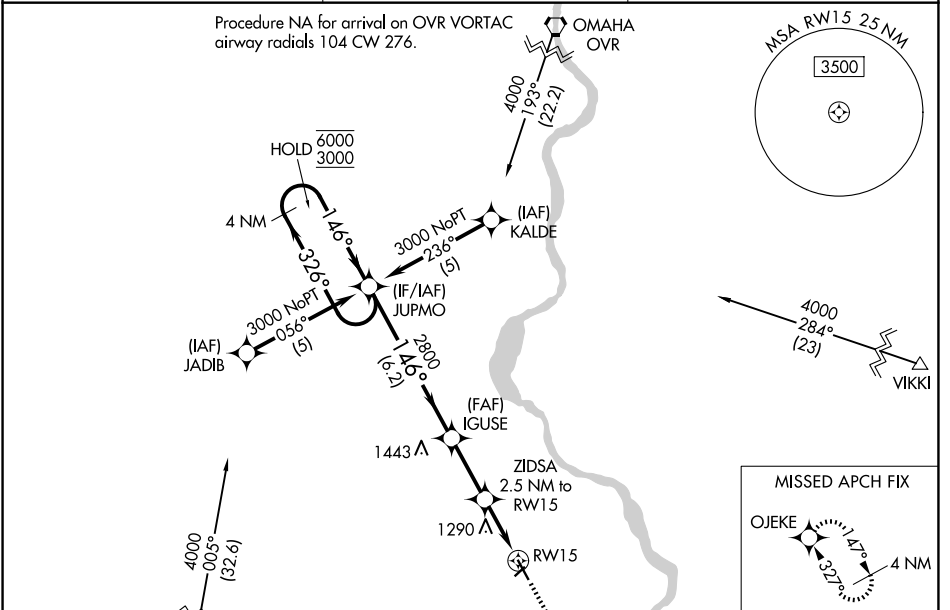 Procedure NA for arrival on OVR VORTAC
airway radials 104 CW 276.
OMAHA
OVR
4000
193°
(22.2)
MSA RW15 25 NM
3500
HOLD
6000
3000
4 NM
146°
326°
3000 NoPT
236°
(5)
(IAF)
KALDE
(IF/IAF)
JUPMO
3000 NoPT
056°
(5)
(IAF)
JADIB
2800
146°
(6.2)
4000
284°
(23)
VIKKI
(FAF)
IGUSE
1443
ZIDSA
2.5 NM to
RW15
1290
RW15
4000
005°
(32.6)
MISSED APCH FIX
OJEKE
147°
327°
4 NM